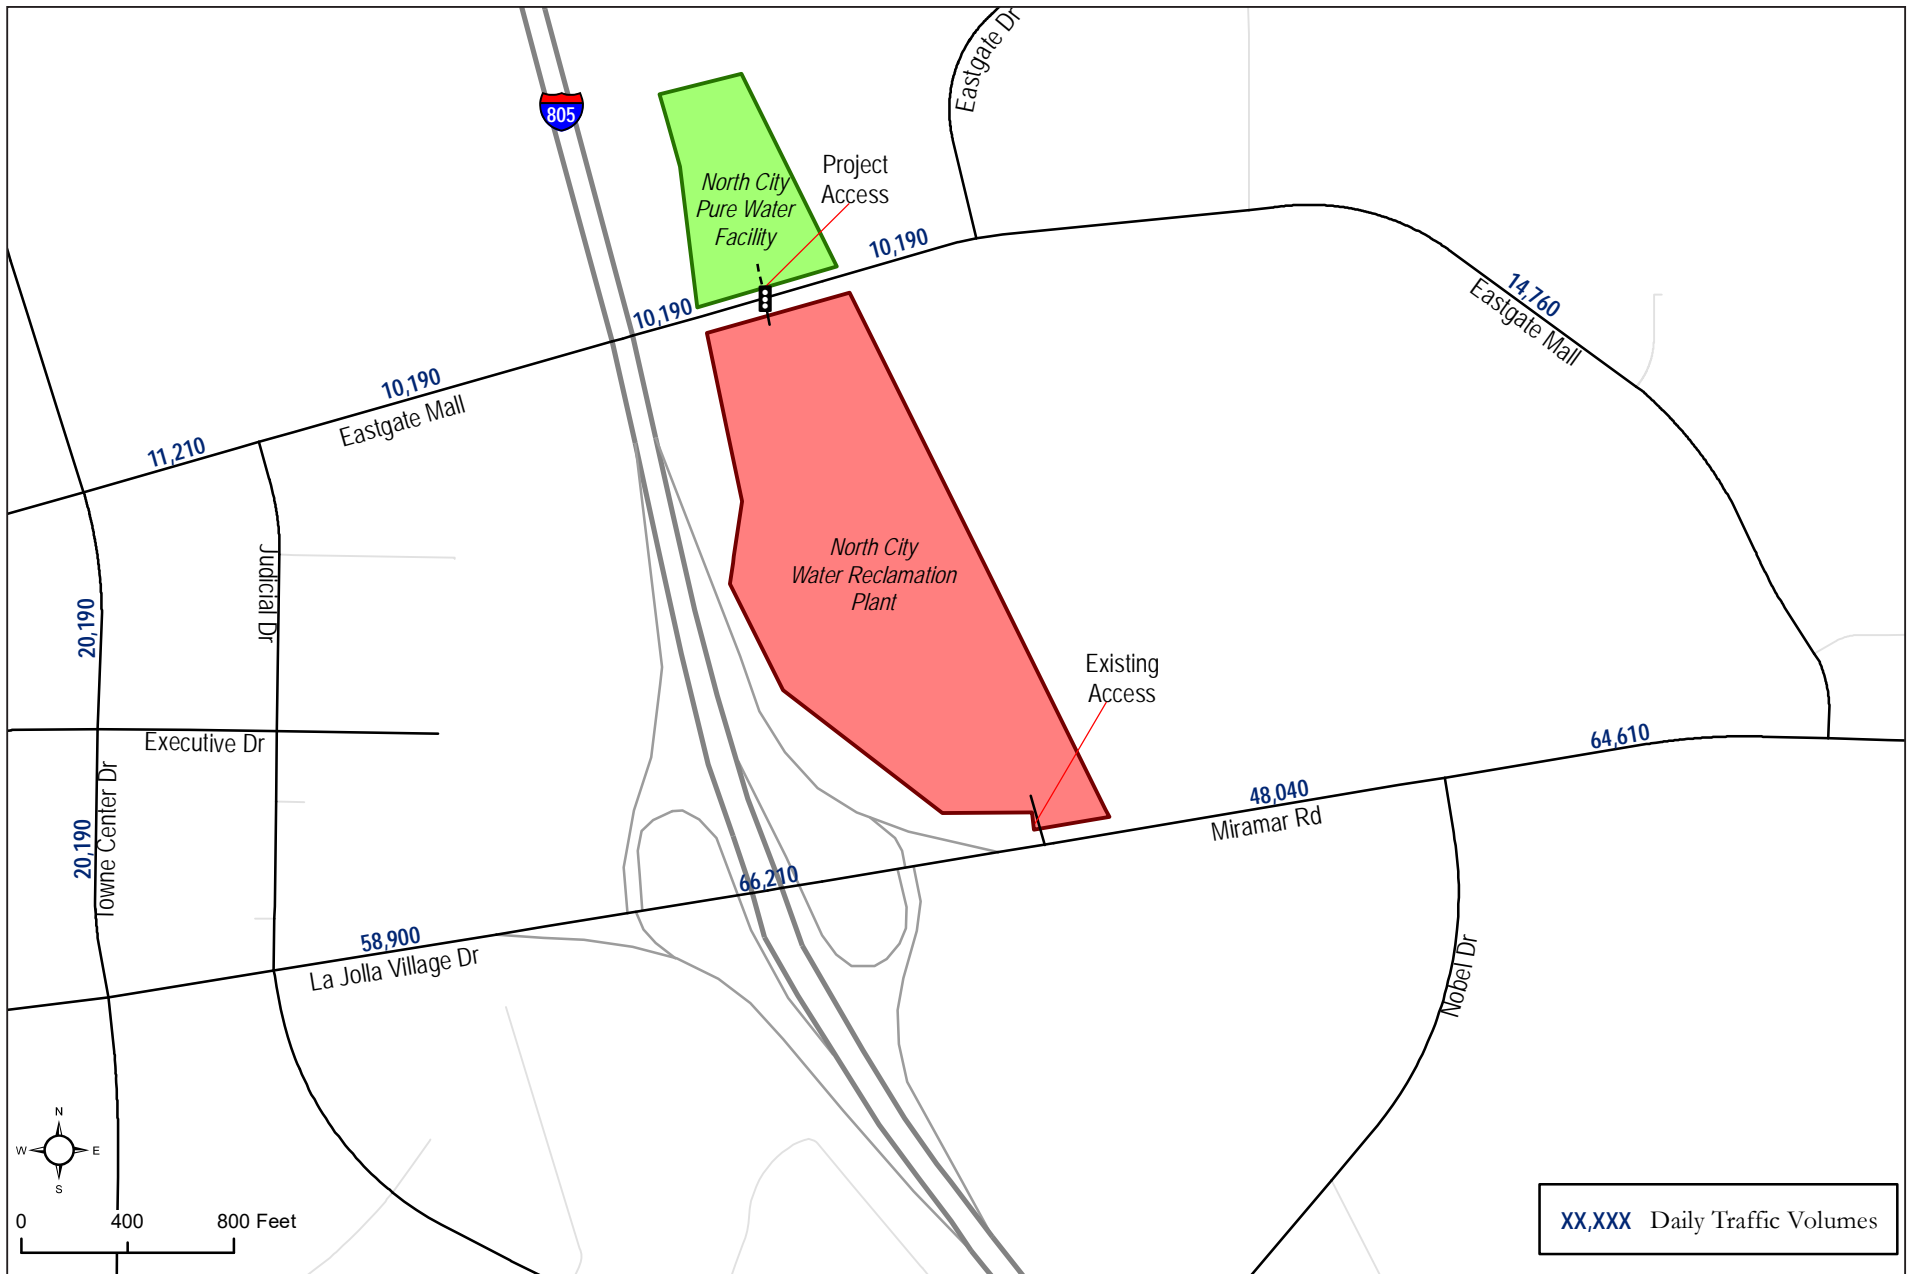 Eastgate Dr
805
Project
Access
North City
Pure Water
Facility
10,190
10,190
10,190
Eastgate Mall
11,210
14,760
Eastgate Mall
Judicial Dr
20,190
North City
Water Reclamation
Plant
Existing
Access
Executive Dr
64,610
48,040
Miramar Rd
Towne Center Dr
20,190
66,210
58,900
La Jolla Village Dr
Nobel Dr
N
W
E
S
0
400
800 Feet
XX,XXX Daily Traffic Volumes